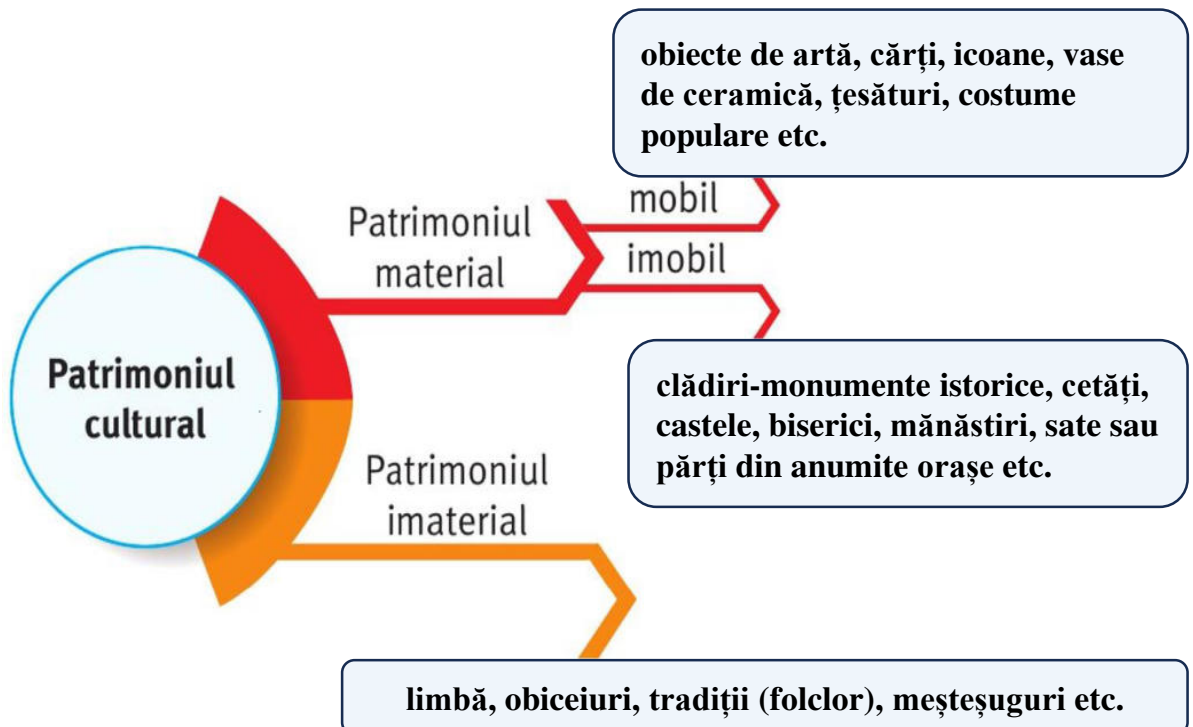 obiecte de artă, cărți, icoane, vase
de ceramică, țesături, costume
populare etc.
mobil
Patrimoniul
material
imobil
Patrimoniul
cultural
clădiri-monumente istorice, cetăți,
castele, biserici, mănăstiri, sate sau
părți din anumite orașe etc.
Patrimoniul
imaterial
limbă, obiceiuri, tradiții (folclor), meșteșuguri etc.